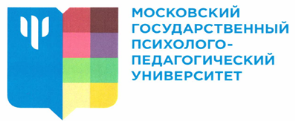 МОСКОВСКИЙ
ГОСУДАРСТВЕННЫЙ
ПСИХОЛОГО-
ПЕДАГОГИЧЕСКИЙ
УНИВЕРСИТЕТ